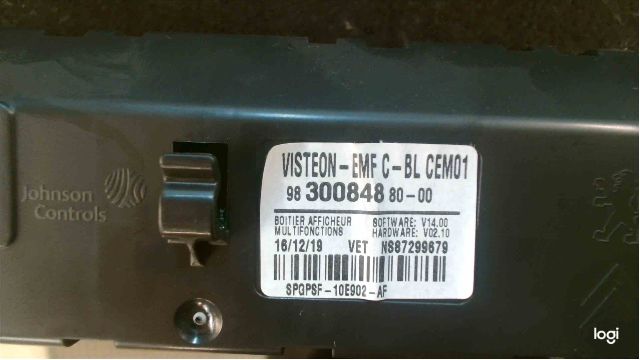 Johnson
Controls
VISTEON-EMF C-BL CEM01
98 300848 80-00
BOITIER AFFICHEUR SOFTWARE: V14.00
MULTIFONCTIONS HARDWARE: V02.10
16/12/19 VET NS87299679
SPQPSF-10E902-AF
logi